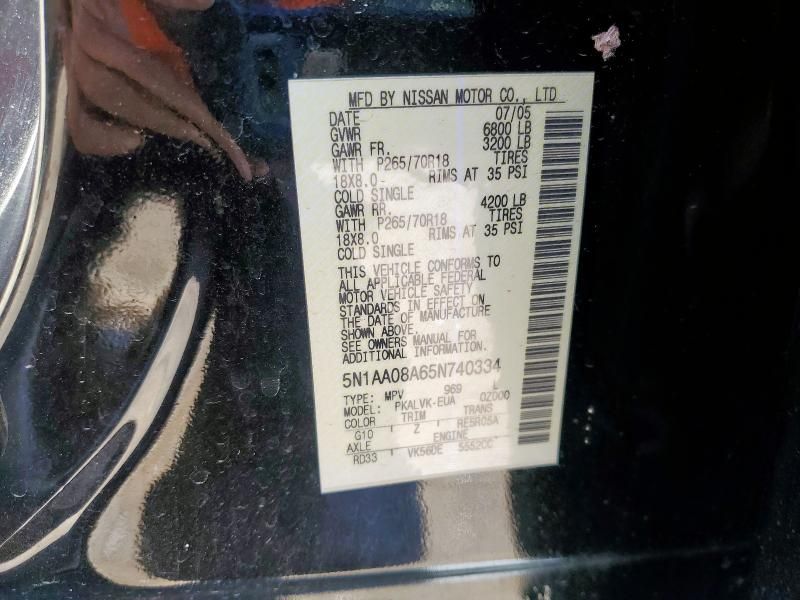 MFD BY NISSAN MOTOR CO., LTD
DATE 07/05
GVWR 6800 LB
GAWR FR. 3200 LB
WITH P265/70R18 TIRES
18X8.0 RIMS AT 35 PSI
COLD SINGLE
GAWR RR. 4200 LB
WITH P265/70R18 TIRES
18X8.0 RIMS AT 35 PSI
COLD SINGLE
THIS VEHICLE CONFORMS TO
ALL APPLICABLE FEDERAL
MOTOR VEHICLE SAFETY
STANDARDS IN EFFECT ON
THE DATE OF MANUFACTURE
SHOWN ABOVE.
SEE OWNERS MANUAL FOR
ADDITIONAL INFORMATION.
5N1AA08A65N740334
TYPE: MPV 969 L
MODEL: PKALVK-EUA 0Z00C
COLOR TRIM TRANS
G10 Z RE5R05A
AXLE ENGINE
RD33 VK56DE 5552CC